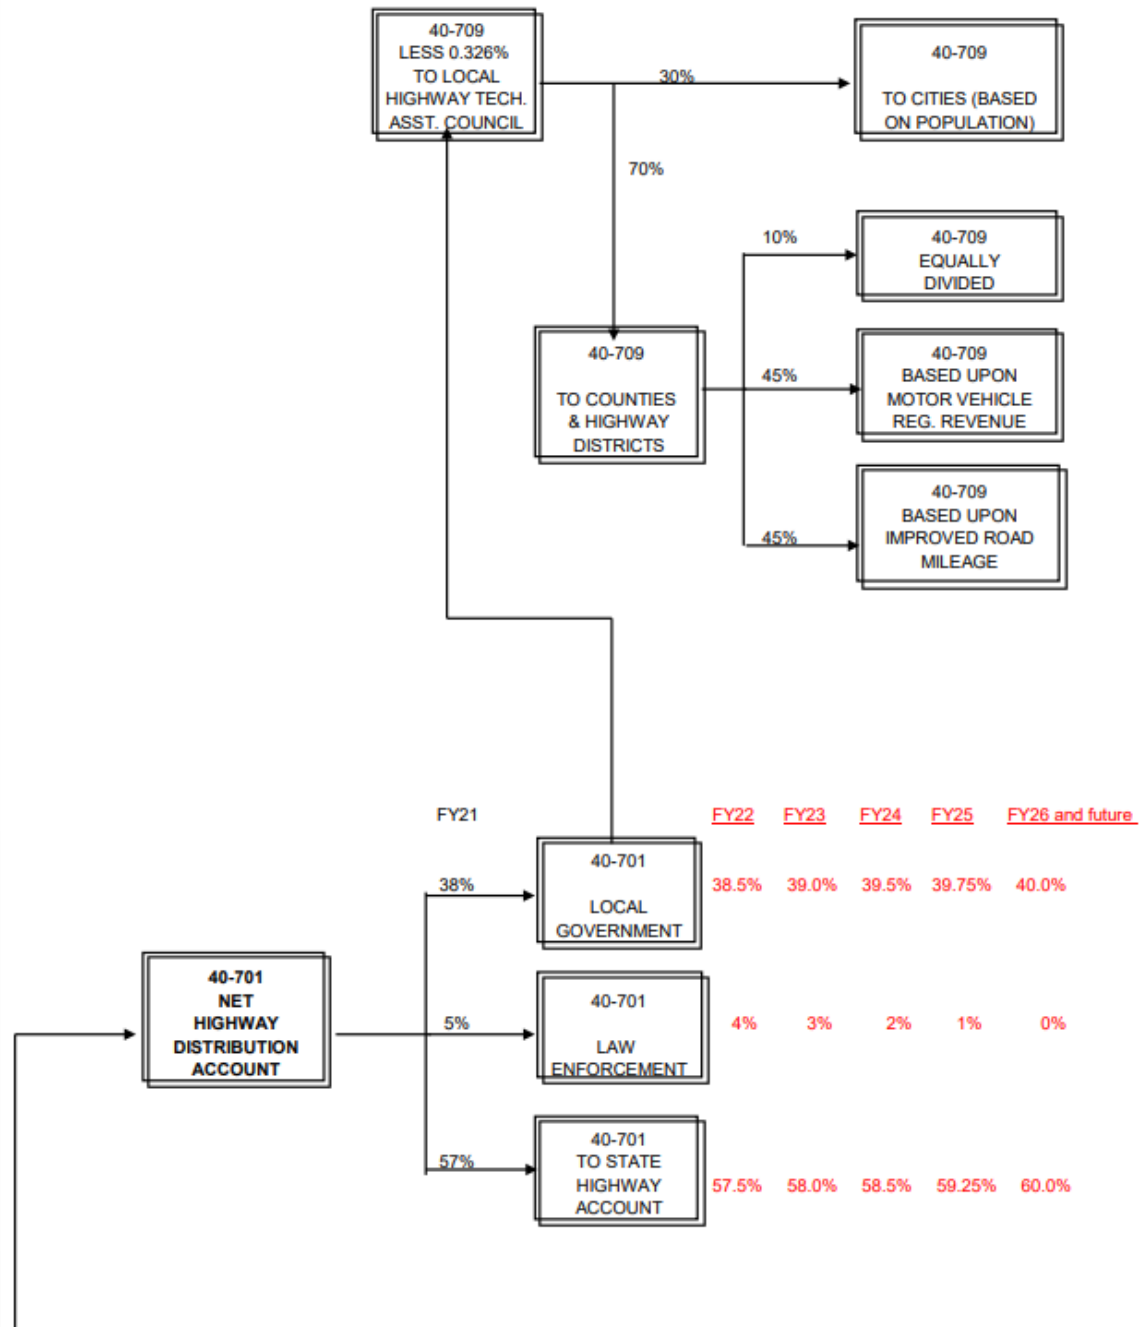 40-709
LESS 0.326%
TO LOCAL
HIGHWAY TECH.
ASST. COUNCIL
30%
40-709
TO CITIES (BASED
ON POPULATION)
70%
10%
40-709
EQUALLY
DIVIDED
40-709
TO COUNTIES
& HIGHWAY
DISTRICTS
45%
40-709
BASED UPON
MOTOR VEHICLE
REG. REVENUE
45%
40-709
BASED UPON
IMPROVED ROAD
MILEAGE
FY21
FY22 FY23 FY24 FY25 FY26 and future
38%
40-701
LOCAL
GOVERNMENT
38.5% 39.0% 39.5% 39.75% 40.0%
40-701
NET
HIGHWAY
DISTRIBUTION
ACCOUNT
5%
40-701
LAW
ENFORCEMENT
4% 3% 2% 1% 0%
57%
40-701
TO STATE
HIGHWAY
ACCOUNT
57.5% 58.0% 58.5% 59.25% 60.0%